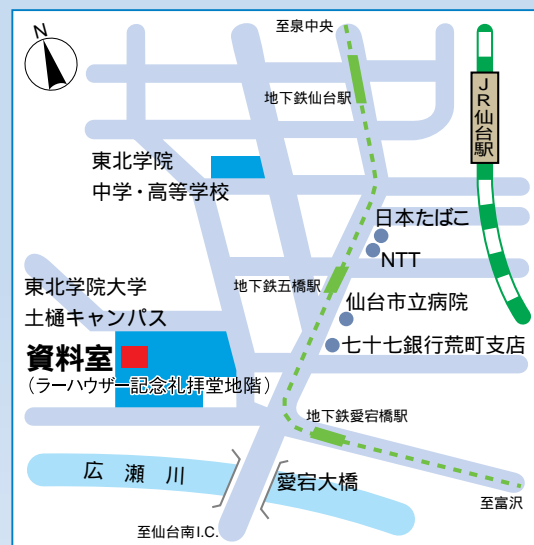 N
至泉中央
地下鉄仙台駅
JR仙台駅
東北学院
中学・高等学校
日本たばこ
NTT
地下鉄五橋駅
東北学院大学
土樋キャンパス
仙台市立病院
資料室
七十七銀行荒町支店
（ラーハウザー記念礼拝堂地階）
地下鉄愛宕橋駅
広瀬川
愛宕大橋
至富沢
至仙台南I.C.